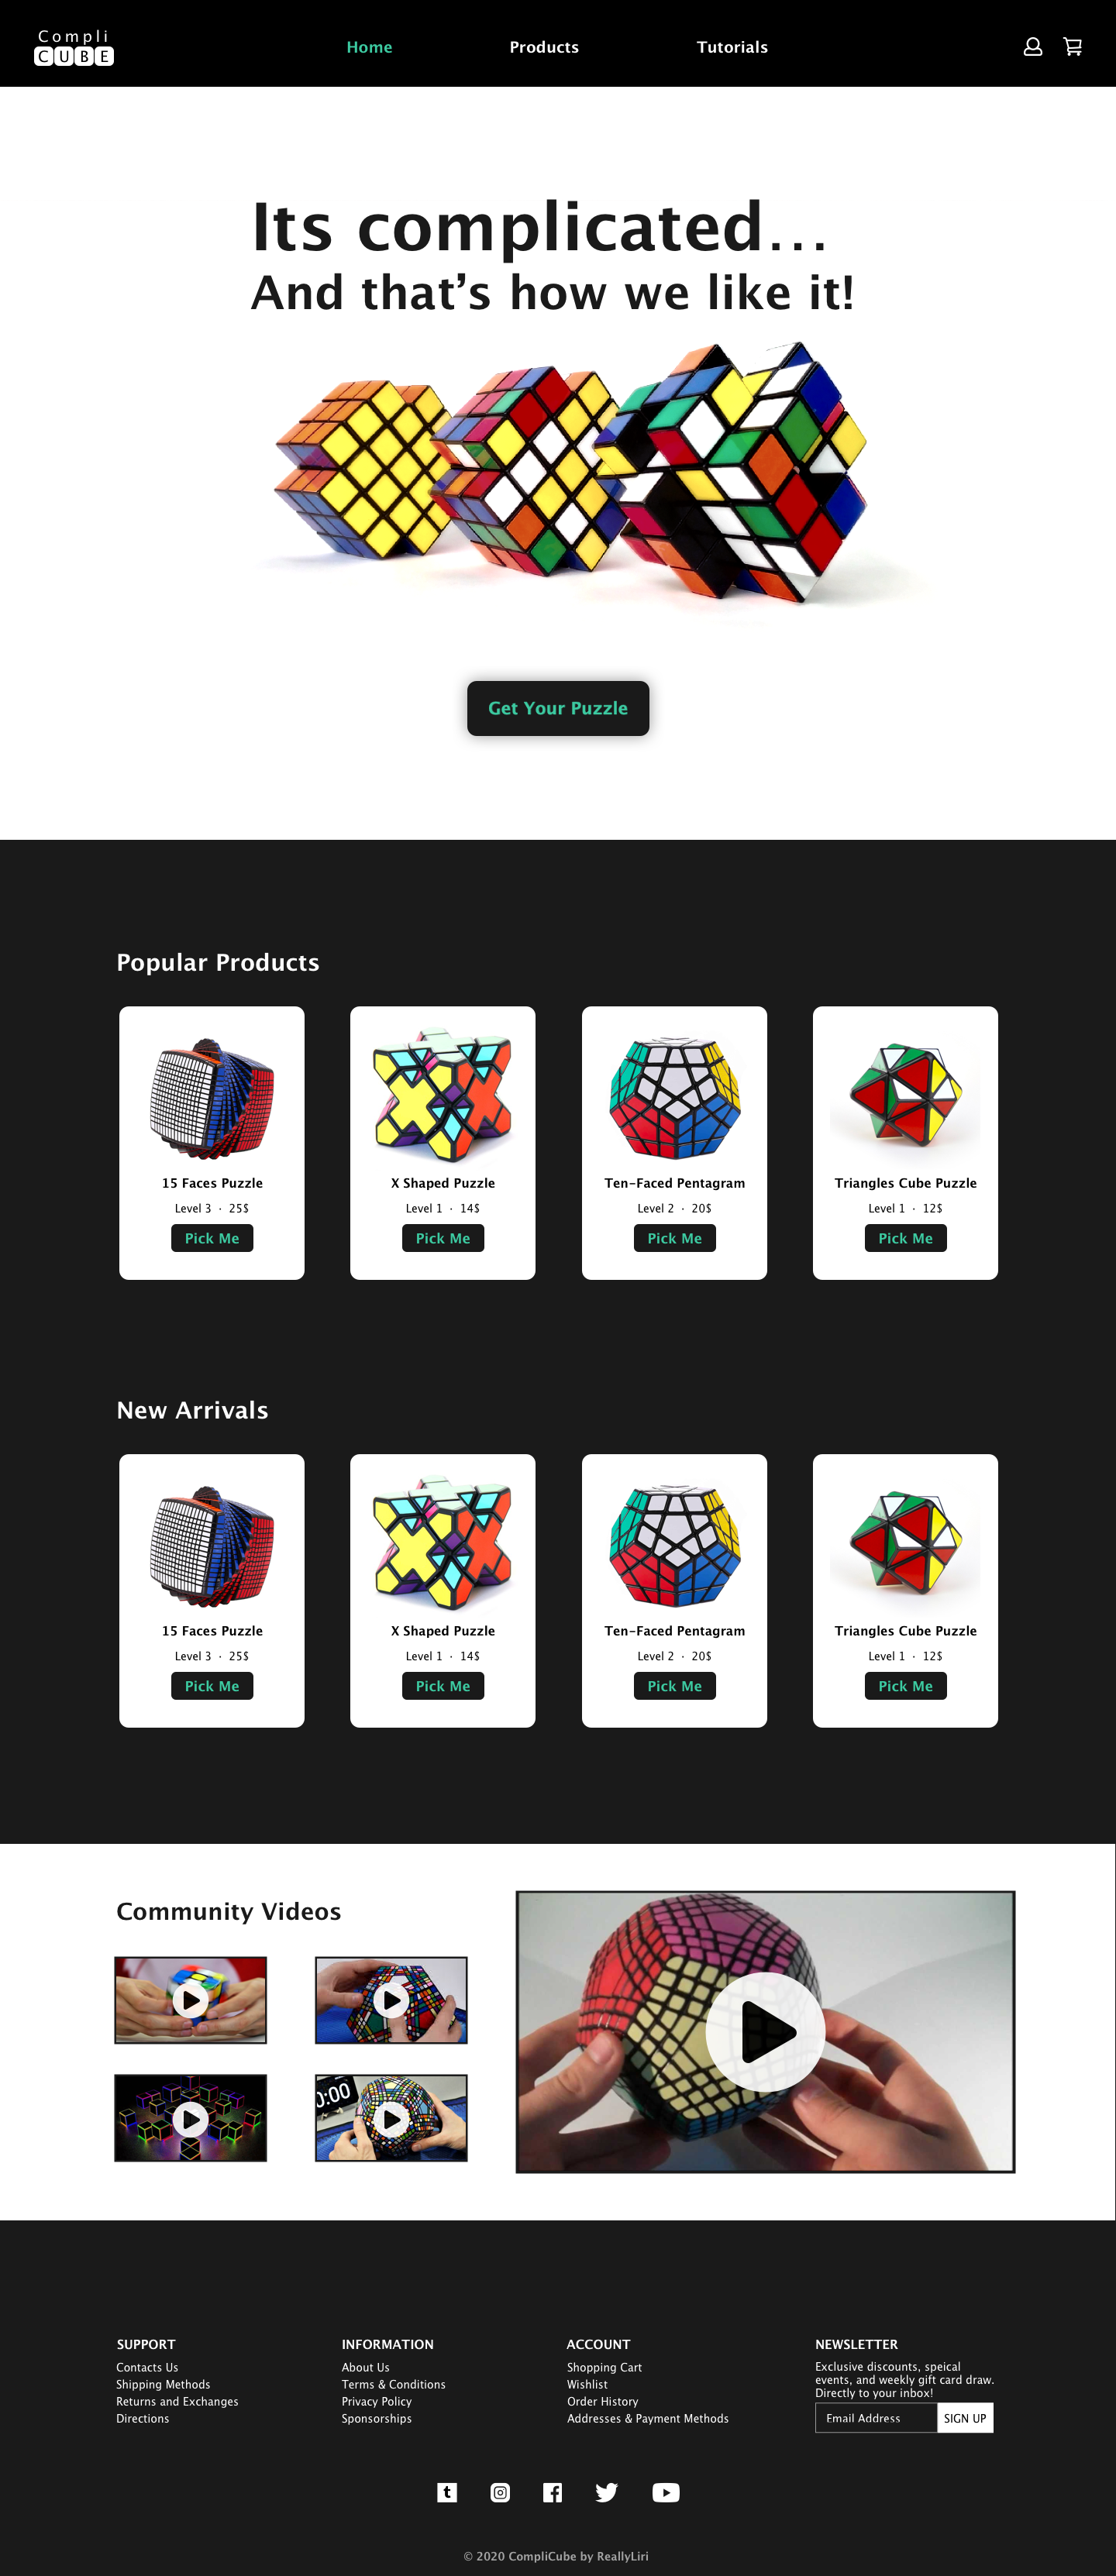 Compli
CUBE
Home
Products
Tutorials
Its complicated...
And that’s how we like it!
Get Your Puzzle
Popular Products
15 Faces Puzzle
Level 3 · 25$
Pick Me
X Shaped Puzzle
Level 1 · 14$
Pick Me
Ten-Faced Pentagram
Level 2 · 20$
Pick Me
Triangles Cube Puzzle
Level 1 · 12$
Pick Me
New Arrivals
15 Faces Puzzle
Level 3 · 25$
Pick Me
X Shaped Puzzle
Level 1 · 14$
Pick Me
Ten-Faced Pentagram
Level 2 · 20$
Pick Me
Triangles Cube Puzzle
Level 1 · 12$
Pick Me
Community Videos
0:00
SUPPORT
Contacts Us
Shipping Methods
Returns and Exchanges
Directions
INFORMATION
About Us
Terms & Conditions
Privacy Policy
Sponsorships
ACCOUNT
Shopping Cart
Wishlist
Order History
Addresses & Payment Methods
NEWSLETTER
Exclusive discounts, speical
events, and weekly gift card draw.
Directly to your inbox!
Email Address
SIGN UP
© 2020 CompliCube by ReallyLiri